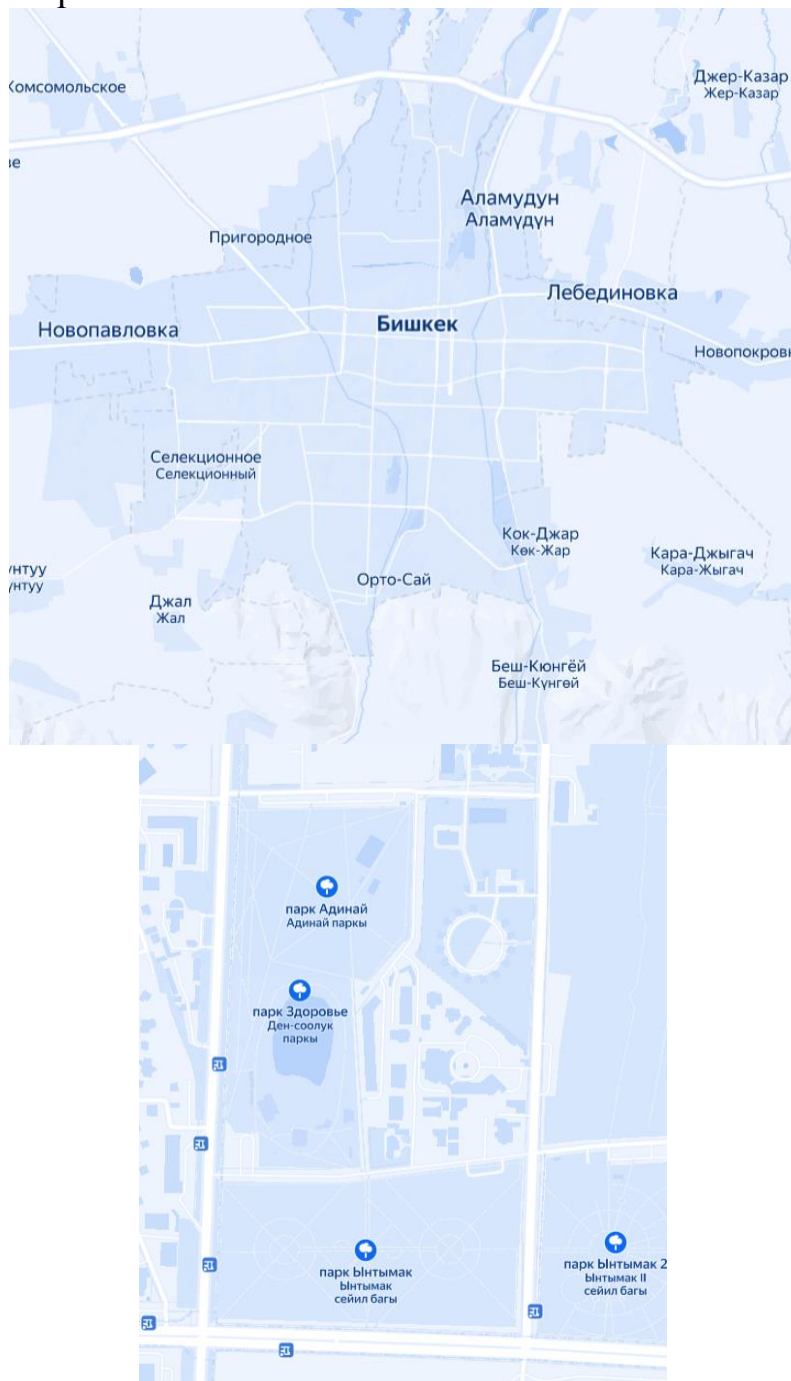 Комсомольское
Джер-Казар
Жер-Казар
Аламудун
Аламүдүн
Пригородное
Лебединовка
Новопавловка
Бишкек
Селекционное
Селекционный
Кок-Джар
Көк-Жар
Кара-Джыгач
Кара-Жыгач
Орто-Сай
Джал
Жал
Беш-Кюнгёй
Беш-Күнгөй
парк Адинай
Адинай паркы
парк Здоровье
Ден-соолук
паркы
парк Ынтымак
Ынтымак
сейил багы
парк Ынтымак 2
Ынтымак II
сейил багы